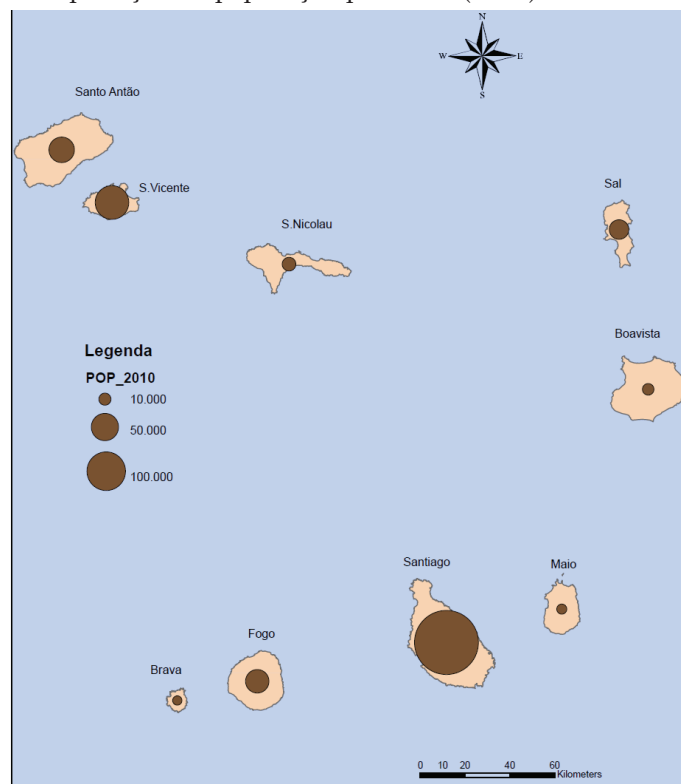 N
W
E
S
Santo Antão
S.Vicente
Sal
S.Nicolau
Boavista
Legenda
POP_2010
10.000
50.000
100.000
Santiago
Maio
Fogo
Brava
0 10 20 40 60
Kilometers